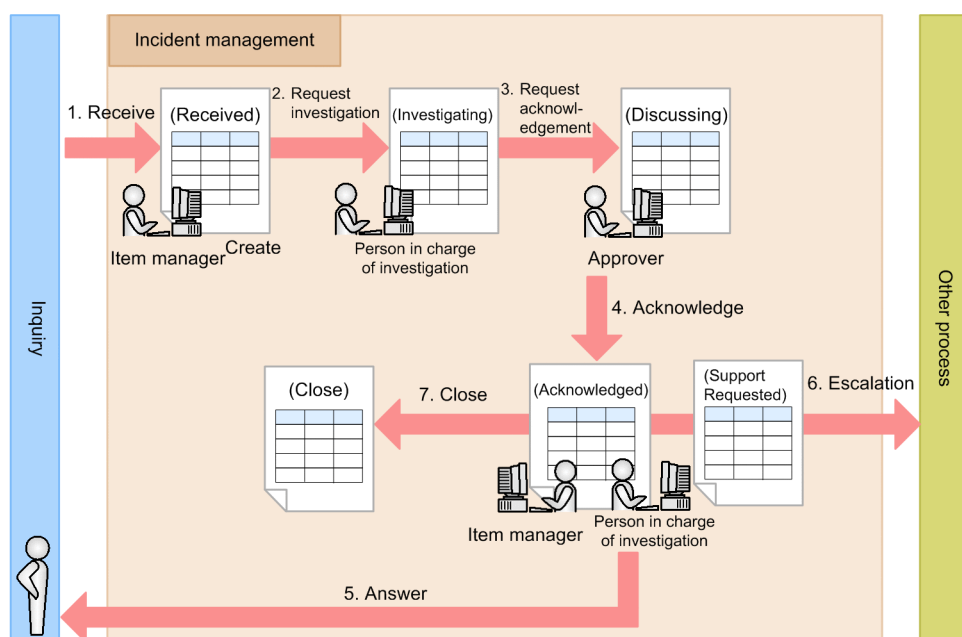 Incident management
1. Receive
(Received)
2. Request
investigation
(Investigating)
3. Request
acknowl-
edgement
(Discussing)
Item manager
Create
Person in charge
of investigation
Approver
Inquiry
Other process
4. Acknowledge
(Close)
7. Close
(Acknowledged)
(Support
Requested)
6. Escalation
Item manager
Person in charge
of investigation
5. Answer